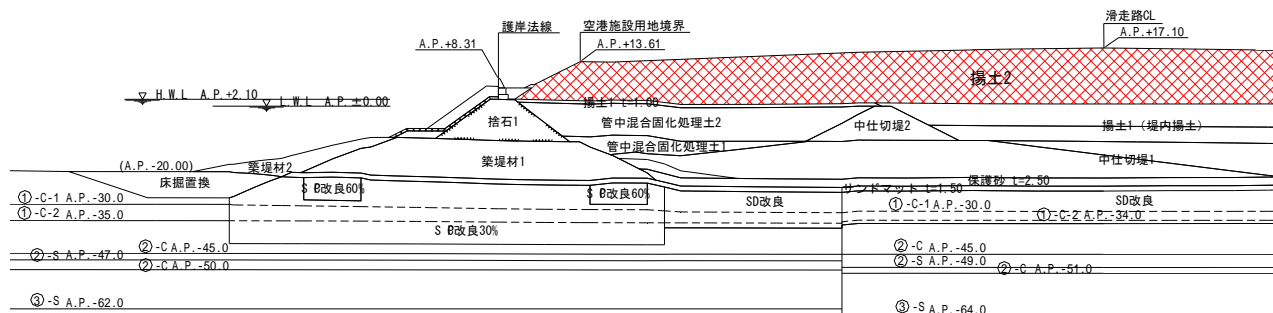 護岸法線
空港施設用地境界
滑走路CL
A.P.+8.31
A.P.+13.61
A.P.+17.10
揚土2
H.W.L A.P.+2.10
L.W.L A.P.±0.00
揚土1 t=1.00
捨石1
管中混合固化処理土2
中仕切堤2
揚土1(堤内揚土)
管中混合固化処理土1
(A.P.-20.00)
築堤材2
築堤材1
中仕切堤1
床掘置換
保護砂 t=2.50
サンドマット t=1.50
改良60%
改良60%
SD改良
SD改良
①-C-1 A.P.-30.0
①-C-1 A.P.-30.0
①-C-2 A.P.-35.0
①-C-2 A.P.-34.0
改良30%
②-C A.P.-45.0
②-C A.P.-45.0
②-S A.P.-47.0
②-S A.P.-49.0
②-C A.P.-50.0
②-C A.P.-51.0
③-S A.P.-62.0
③-S A.P.-64.0